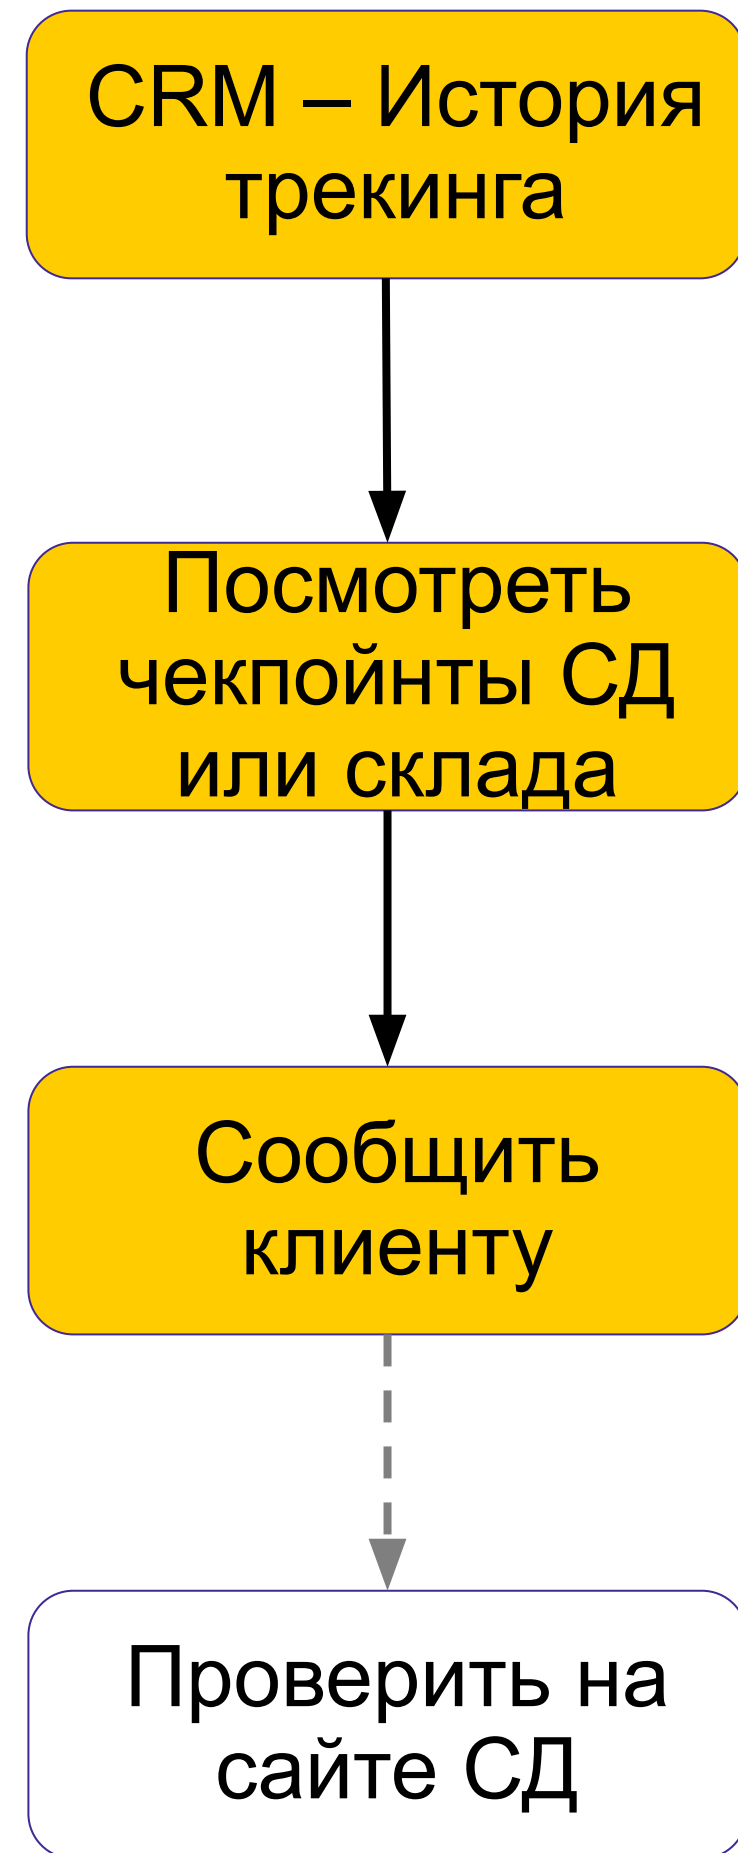 CRM – История
трекинга
Посмотреть
чекпойнты СД
или склада
Сообщить
клиенту
Проверить на
сайте СД